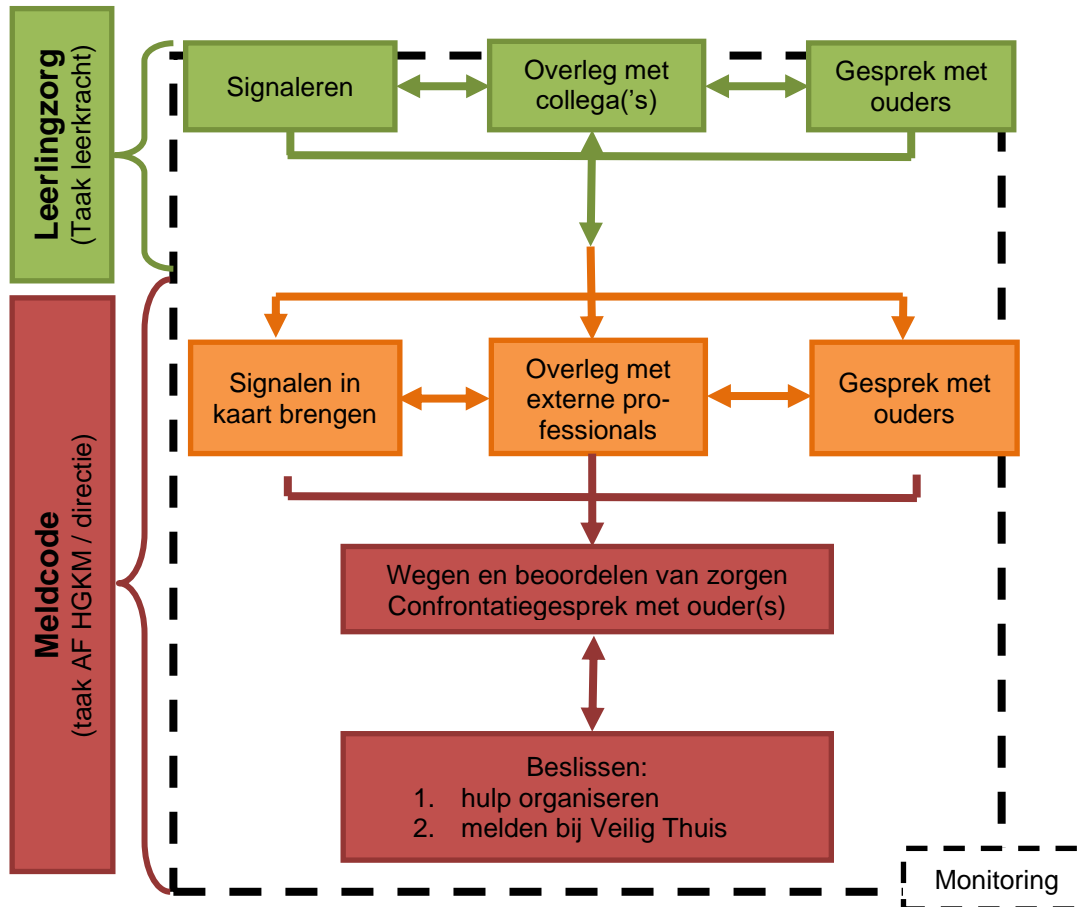 Leerlingzorg
(Taak leerkracht)
Signaleren
Overleg met
collega('s)
Gesprek met
ouders
Meldcode
(taak AF HGKM / directie)
Signalen in
kaart brengen
Overleg met
externe pro-
fessionals
Gesprek met
ouders
Wegen en beoordelen van zorgen
Confrontatiegesprek met ouder(s)
Beslissen:
1. hulp organiseren
2. melden bij Veilig Thuis
Monitoring